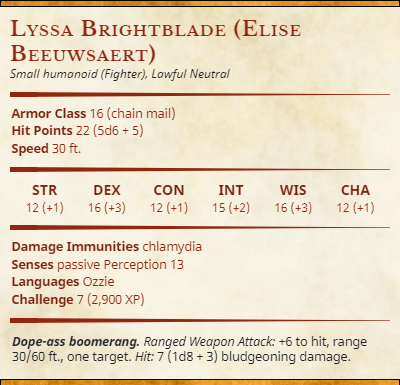 Lyssa Brightblade (Elise
Beeuwsaert)
Small humanoid (Fighter), Lawful Neutral
Armor Class 16 (chain mail)
Hit Points 22 (5d6 + 5)
Speed 30 ft.
STR DEX CON INT WIS CHA
12 (+1) 16 (+3) 12 (+1) 15 (+2) 16 (+3) 12 (+1)
Damage Immunities chlamydia
Senses passive Perception 13
Languages Ozzie
Challenge 7 (2,900 XP)
Dope-ass boomerang. Ranged Weapon Attack: +6 to hit, range
30/60 ft., one target. Hit: 7 (1d8 + 3) bludgeoning damage.